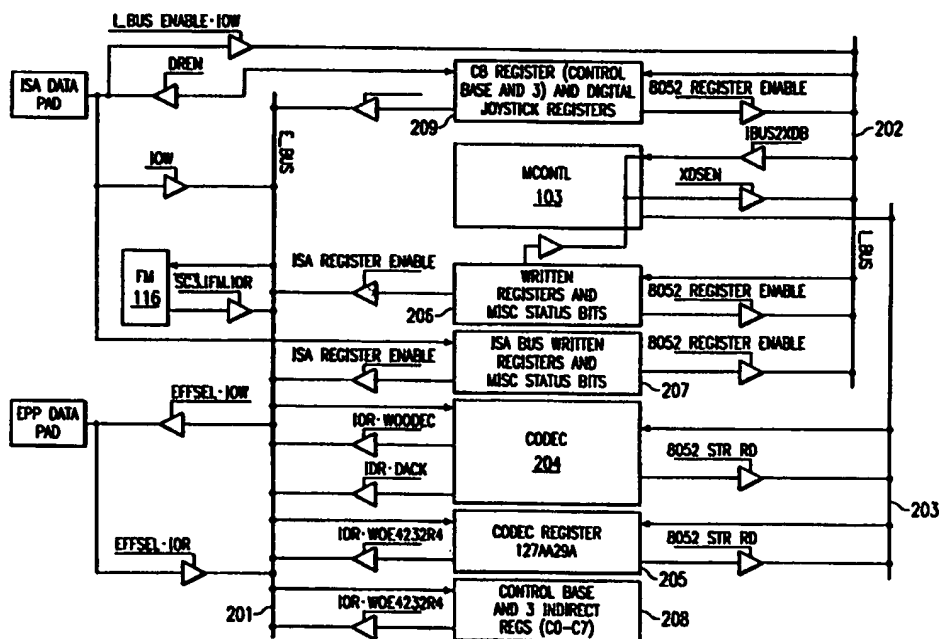 I_BUS ENABLE·IOW
DREN
ISA DATA
PAD
CB REGISTER (CONTROL
BASE AND 3) AND DIGITAL
JOYSTICK REGISTERS
209
8052 REGISTER ENABLE
202
IBUS2XDB
E_BUS
IOW
MCONTL
103
XDSEN
I_BUS
FM
116
SC3.IFM.IOR
ISA REGISTER ENABLE
206
WRITTEN
REGISTERS AND
MISC STATUS BITS
8052 REGISTER ENABLE
ISA REGISTER ENABLE
ISA BUS WRITTEN
REGISTERS AND
MISC STATUS BITS
8052 REGISTER ENABLE
207
EPP DATA
PAD
EFFSEL·IOW
IOR·WOODEC
IDR·DACK
CODEC
204
8052 STR RD
203
EFFSEL·IOR
IOR·WOE4232R4
CODEC REGISTER
127AA29A
205
8052 STR RD
201
IOR·WOE4232R4
CONTROL BASE
AND 3 INDIRECT
REGS (C0-C7)
208